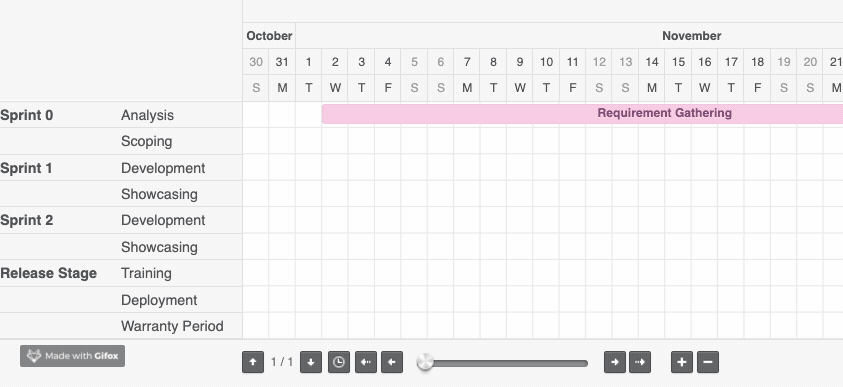 October November
30 31 1 2 3 4 5 6 7 8 9 10 11 12 13 14 15 16 17 18 19 20 21
S M T W T F S S M T W T F S S M T W T F S S M
Sprint 0 Analysis Requirement Gathering
Scoping
Sprint 1 Development
Showcasing
Sprint 2 Development
Showcasing
Release Stage Training
Deployment
Warranty Period
Made with Gifox 1 / 1